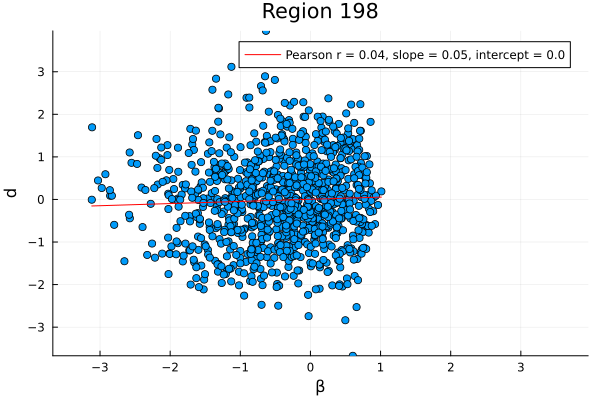 Region 198
Pearson r = 0.04, slope = 0.05, intercept = 0.0
d
3
2
1
0
−1
−2
−3
−3 −2 −1 0 1 2 3
β